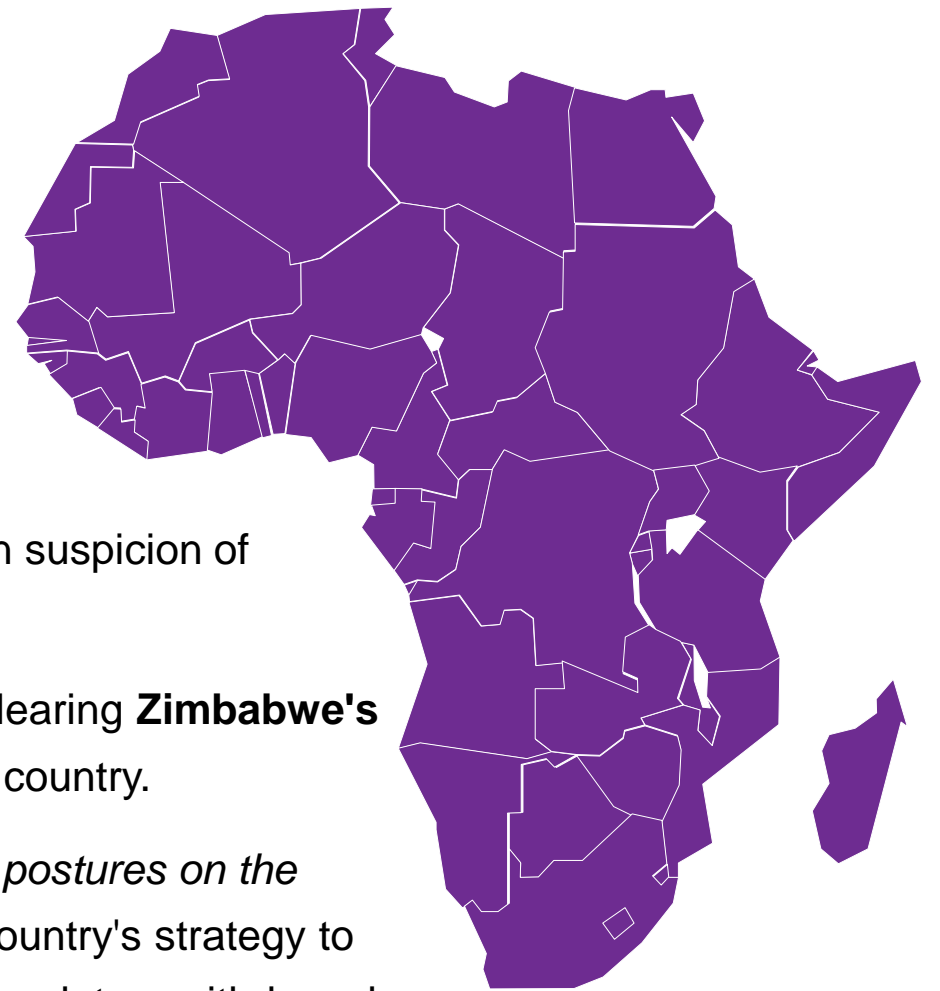 n suspicion of
learing Zimbabwe's
country.
postures on the
ountry's strategy to